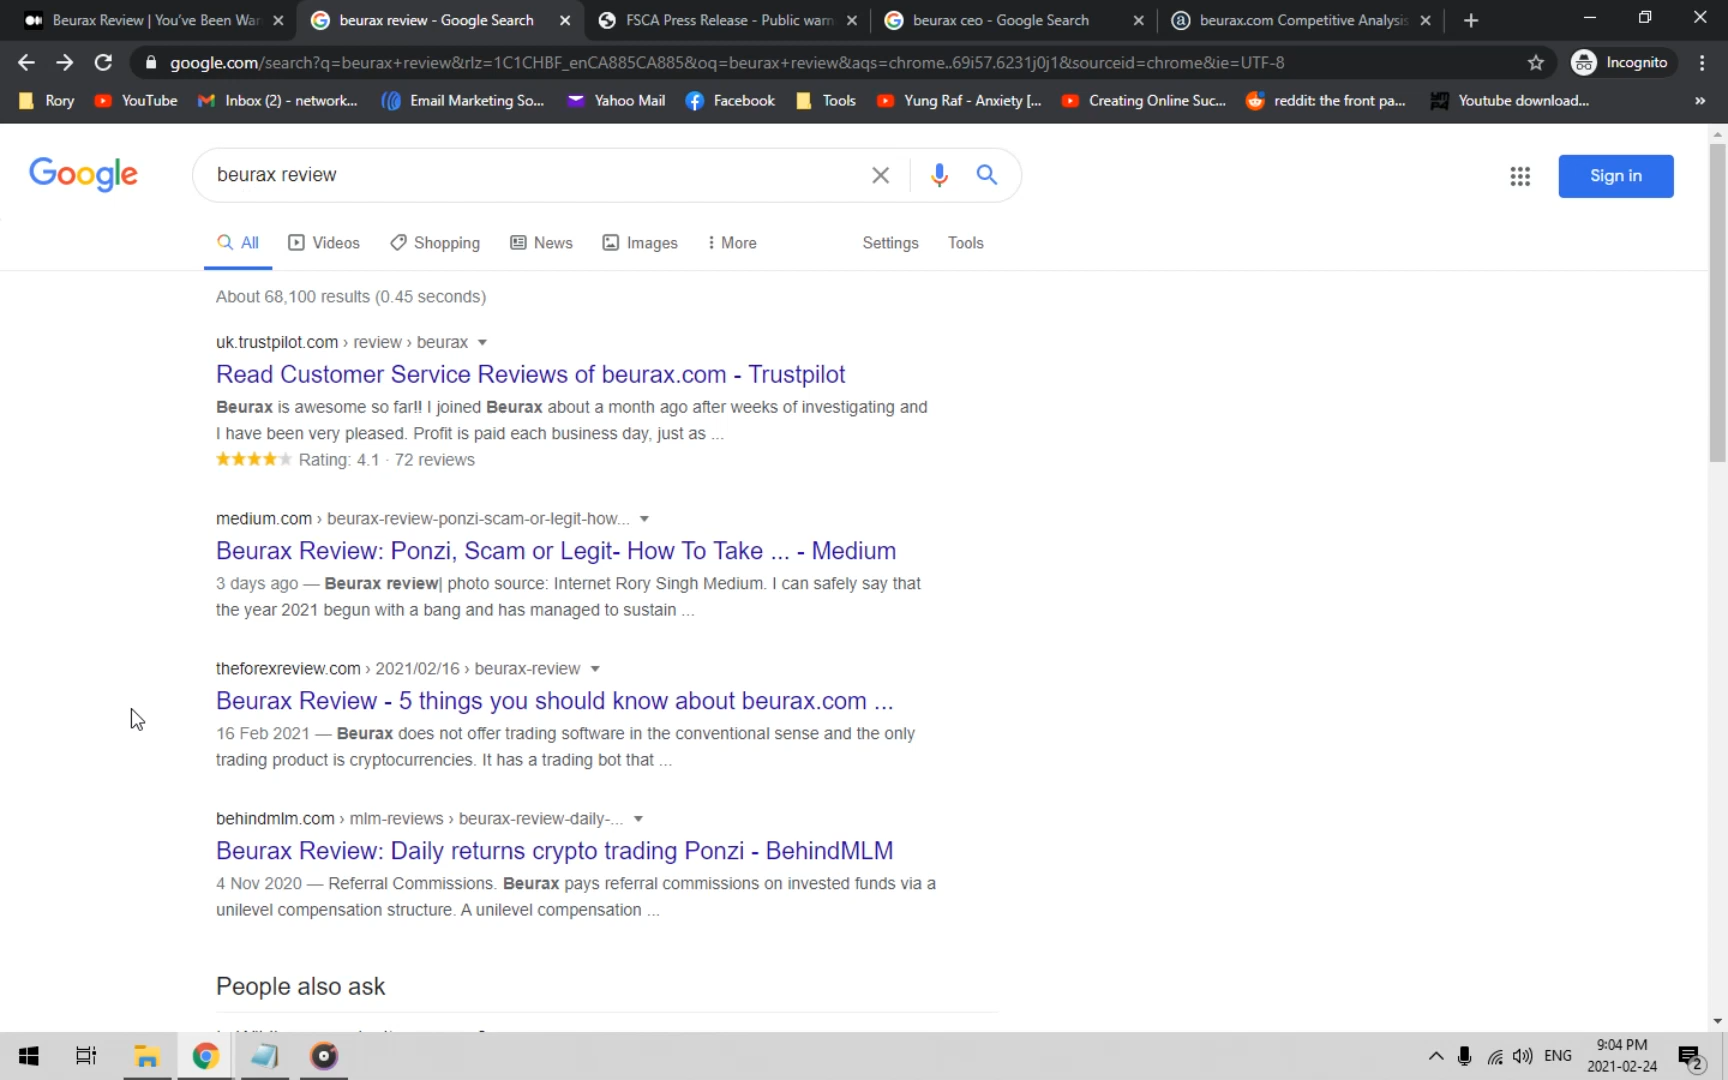 Beurax Review | You've Been War
beurax review - Google Search
FSCA Press Release - Public warn
beurax ceo - Google Search
beurax.com Competitive Analysis
google.com/search?q=beurax+review&rlz=1C1CHBF_enCA885CA885&oq=beurax+review&aqs=chrome..69i57.6231j0j1&sourceid=chrome&ie=UTF-8
Incognito
Rory
YouTube
Inbox (2) - network...
Email Marketing So...
Yahoo Mail
Facebook
Tools
Yung Raf - Anxiety [...
Creating Online Suc...
reddit: the front pa...
Youtube download...
Google
beurax review
Sign in
All
Videos
Shopping
News
Images
More
Settings
Tools
About 68,100 results (0.45 seconds)
uk.trustpilot.com › review › beurax
Read Customer Service Reviews of beurax.com - Trustpilot
Beurax is awesome so far!! I joined Beurax about a month ago after weeks of investigating and
I have been very pleased. Profit is paid each business day, just as ...
Rating: 4.1 · 72 reviews
medium.com › beurax-review-ponzi-scam-or-legit-how...
Beurax Review: Ponzi, Scam or Legit- How To Take ... - Medium
3 days ago — Beurax review| photo source: Internet Rory Singh Medium. I can safely say that
the year 2021 begun with a bang and has managed to sustain ...
theforexreview.com › 2021/02/16 › beurax-review
Beurax Review - 5 things you should know about beurax.com ...
16 Feb 2021 — Beurax does not offer trading software in the conventional sense and the only
trading product is cryptocurrencies. It has a trading bot that ...
behindmlm.com › mlm-reviews › beurax-review-daily-...
Beurax Review: Daily returns crypto trading Ponzi - BehindMLM
4 Nov 2020 — Referral Commissions. Beurax pays referral commissions on invested funds via a
unilevel compensation structure. A unilevel compensation ...
People also ask
ENG
9:04 PM
2021-02-24
2